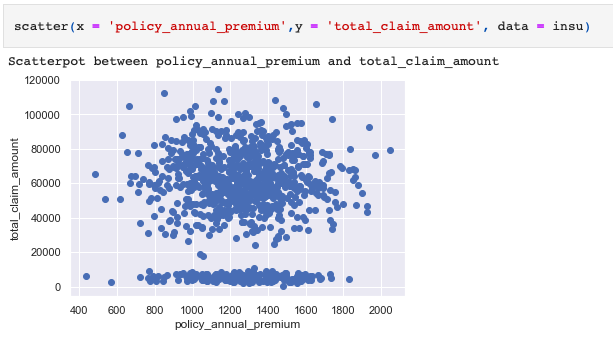 scatter(x = 'policy_annual_premium',y = 'total_claim_amount', data = insu)
Scatterpot between policy_annual_premium and total_claim_amount
120000
100000
80000
60000
40000
20000
0
total_claim_amount
400 600 800 1000 1200 1400 1600 1800 2000
policy_annual_premium